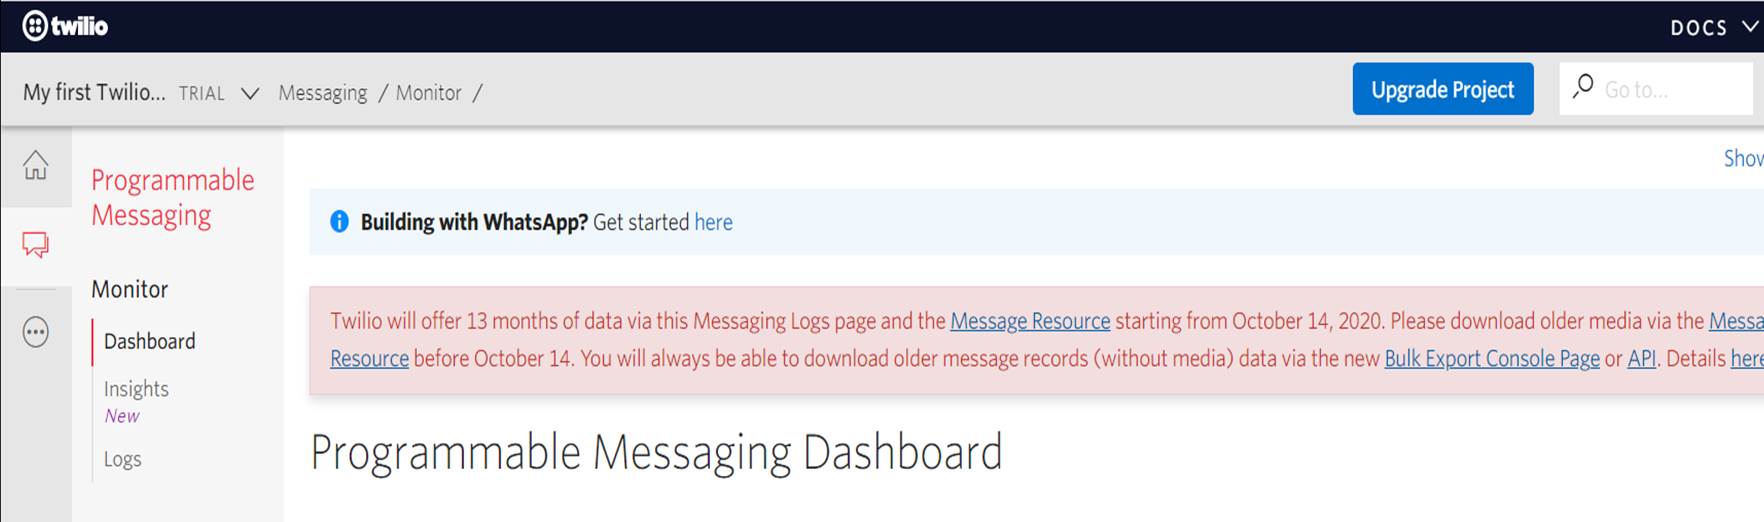 twilio
DOCS
My first Twilio... TRIAL Messaging / Monitor /
Upgrade Project
Go to...
Programmable
Messaging
Monitor
Dashboard
Insights
New
Logs
Show
Building with WhatsApp? Get started here
Twilio will offer 13 months of data via this Messaging Logs page and the Message Resource starting from October 14, 2020. Please download older media via the Messa
Resource before October 14. You will always be able to download older message records (without media) data via the new Bulk Export Console Page or API. Details here
Programmable Messaging Dashboard